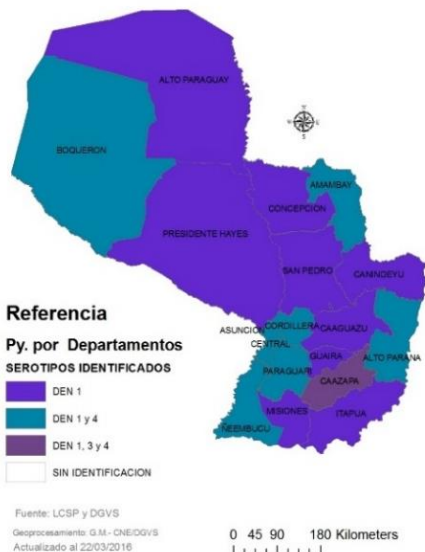 ALTO PARAGUAY
BOQUERON
AMAMBAY
CONCEPCION
PRESIDENTE HAYES
SAN PEDRO
CANINDEYU
Referencia
ASUNCION
CORDILLERA
CAAGUAZU
CENTRAL
Py. por Departamentos
GUAIRA
ALTO PARANA
SEROTIPOS IDENTIFICADOS
PARAGUARI
CAAZAPA
DEN 1
MISIONES
ITAPUA
DEN 1 y 4
ÑEEMBUCU
DEN 1, 3 y 4
SIN IDENTIFICACION
Fuente: LCSP y DGVS
Geoprocesamiento: G.M.- CNE/DGVS
Actualizado al 22/03/2016
0 45 90 180 Kilometers